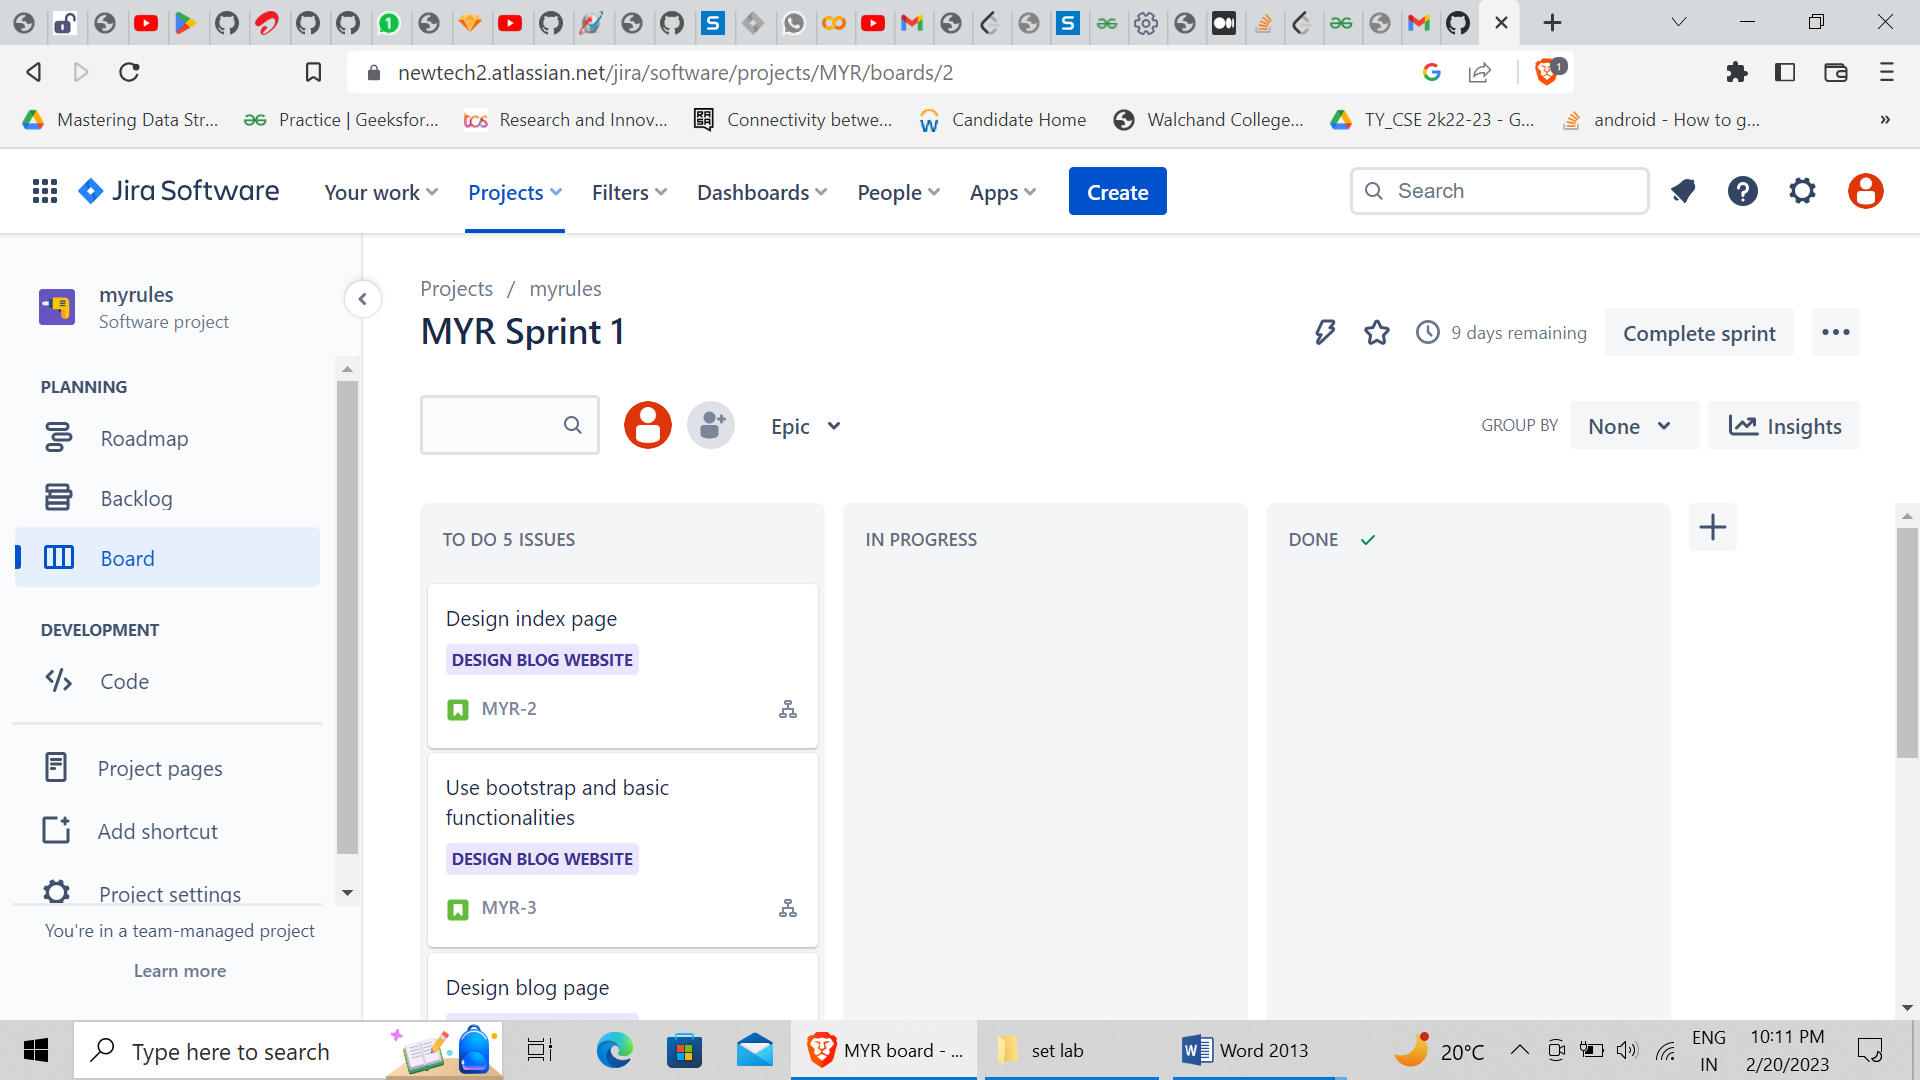 newtech2.atlassian.net/jira/software/projects/MYR/boards/2
1
Mastering Data Str...
Practice | Geeksfor...
tcs
Research and Innov...
Connectivity betwe...
Candidate Home
Walchand College...
TY_CSE 2k22-23 - G...
android - How to g...
»
Jira Software
Your work
Projects
Filters
Dashboards
People
Apps
Create
Search
myrules
Software project
PLANNING
Roadmap
Backlog
Board
DEVELOPMENT
Code
Project pages
Add shortcut
Project settings
You're in a team-managed project
Learn more
Projects / myrules
MYR Sprint 1
9 days remaining
Complete sprint
Epic
GROUP BY
None
Insights
TO DO 5 ISSUES
IN PROGRESS
DONE
Design index page
DESIGN BLOG WEBSITE
MYR-2
Use bootstrap and basic
functionalities
DESIGN BLOG WEBSITE
MYR-3
Design blog page
Type here to search
MYR board - ...
set lab
Word 2013
20°C
ENG
IN
10:11 PM
2/20/2023